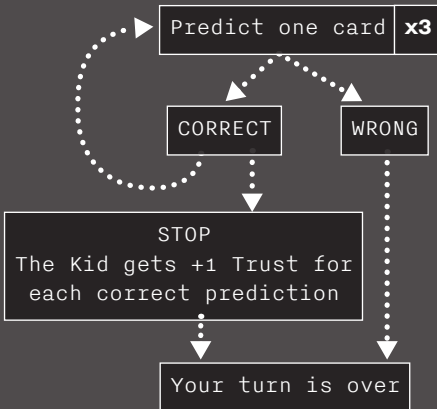 Predict one card x3
CORRECT
WRONG
STOP
The Kid gets +1 Trust for
each correct prediction
Your turn is over